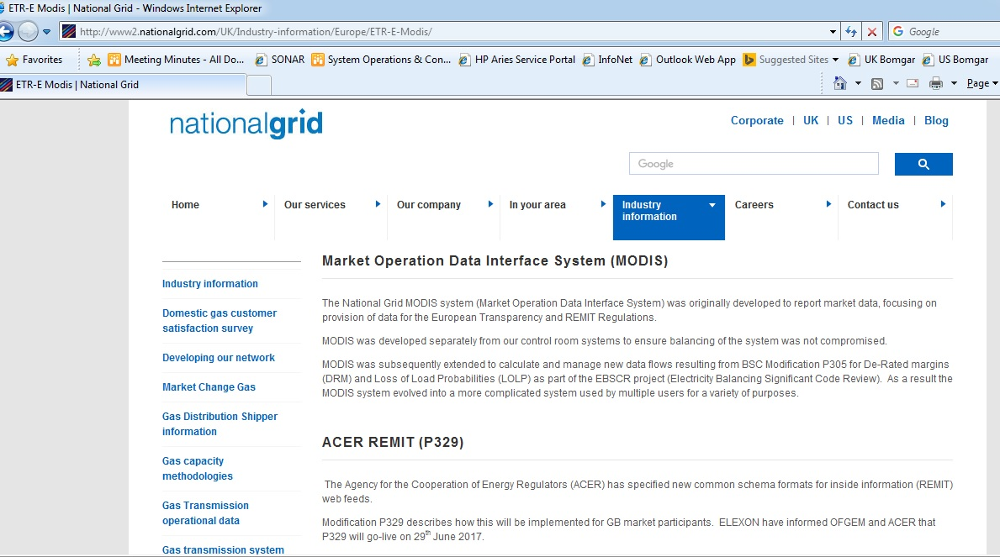 ETR-E Modis | National Grid - Windows Internet Explorer
http://www2.nationalgrid.com/UK/Industry-information/Europe/ETR-E-Modis/
Google
Favorites Meeting Minutes - All Do... SONAR System Operations & Con... HP Aries Service Portal InfoNet Outlook Web App Suggested Sites UK Bomgar US Bomgar
ETR-E Modis | National Grid
Page
nationalgrid
Corporate | UK | US | Media | Blog
Google
Home Our services Our company In your area Industry information Careers Contact us
Industry information
Domestic gas customer
satisfaction survey
Developing our network
Market Change Gas
Gas Distribution Shipper
information
Gas capacity
methodologies
Gas Transmission
operational data
Gas transmission system
Market Operation Data Interface System (MODIS)
The National Grid MODIS system (Market Operation Data Interface System) was originally developed to report market data, focusing on
provision of data for the European Transparency and REMIT Regulations.
MODIS was developed separately from our control room systems to ensure balancing of the system was not compromised.
MODIS was subsequently extended to calculate and manage new data flows resulting from BSC Modification P305 for De-Rated margins
(DRM) and Loss of Load Probabilities (LOLP) as part of the EBSCR project (Electricity Balancing Significant Code Review). As a result the
MODIS system evolved into a more complicated system used by multiple users for a variety of purposes.
ACER REMIT (P329)
The Agency for the Cooperation of Energy Regulators (ACER) has specified new common schema formats for inside information (REMIT)
web feeds.
Modification P329 describes how this will be implemented for GB market participants. ELEXON have informed OFGEM and ACER that
P329 will go-live on 29th June 2017.